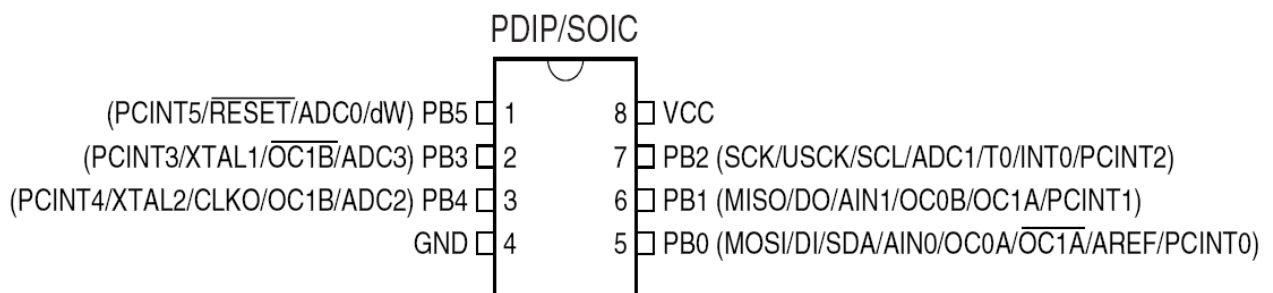 PDIP/SOIC
(PCINT5/RESET/ADC0/dW) PB5 1 8 VCC
(PCINT3/XTAL1/OC1B/ADC3) PB3 2 7 PB2 (SCK/USCK/SCL/ADC1/T0/INT0/PCINT2)
(PCINT4/XTAL2/CLKO/OC1B/ADC2) PB4 3 6 PB1 (MISO/DO/AIN1/OC0B/OC1A/PCINT1)
GND 4 5 PB0 (MOSI/DI/SDA/AIN0/OC0A/OC1A/AREF/PCINT0)